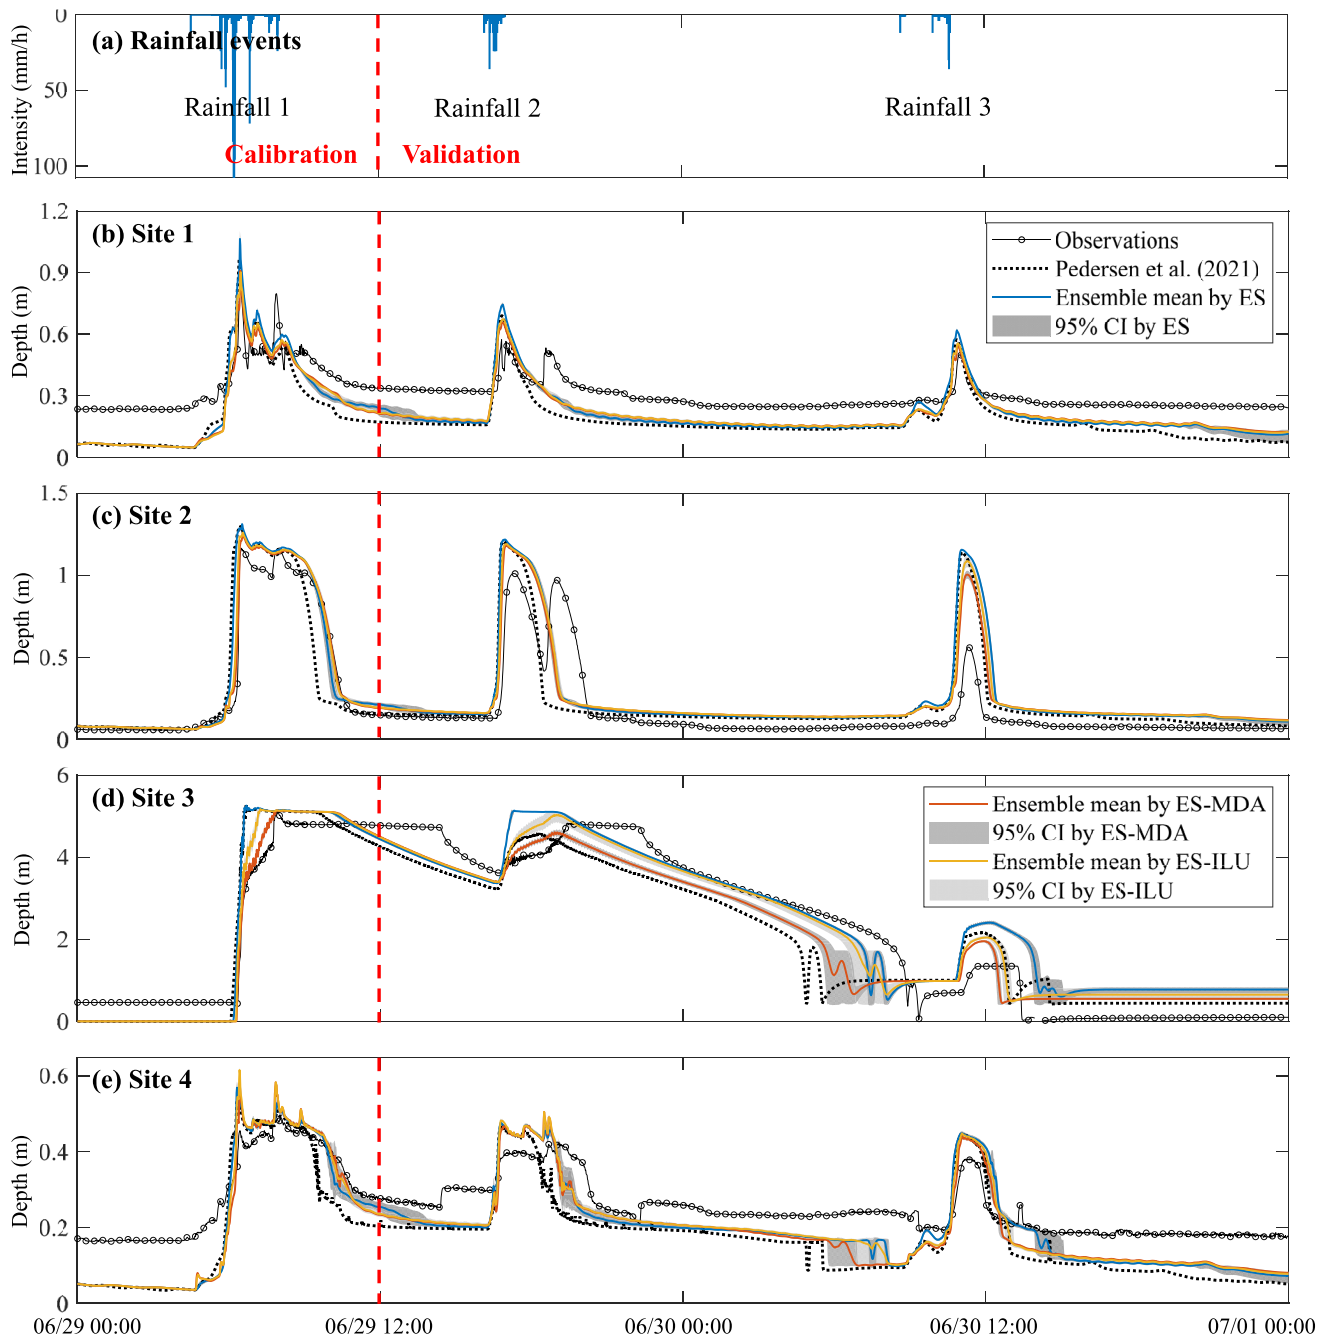 0
50
100
Intensity (mm/h)
(a) Rainfall events
Rainfall 1
Rainfall 2
Rainfall 3
Calibration
Validation
1.2
0.9
0.6
0.3
0
Depth (m)
(b) Site 1
Observations
Pedersen et al. (2021)
Ensemble mean by ES
95% CI by ES
1.5
1
0.5
0
Depth (m)
(c) Site 2
6
4
2
0
Depth (m)
(d) Site 3
Ensemble mean by ES-MDA
95% CI by ES-MDA
Ensemble mean by ES-ILU
95% CI by ES-ILU
0.6
0.4
0.2
0
Depth (m)
(e) Site 4
06/29 00:00
06/29 12:00
06/30 00:00
06/30 12:00
07/01 00:00